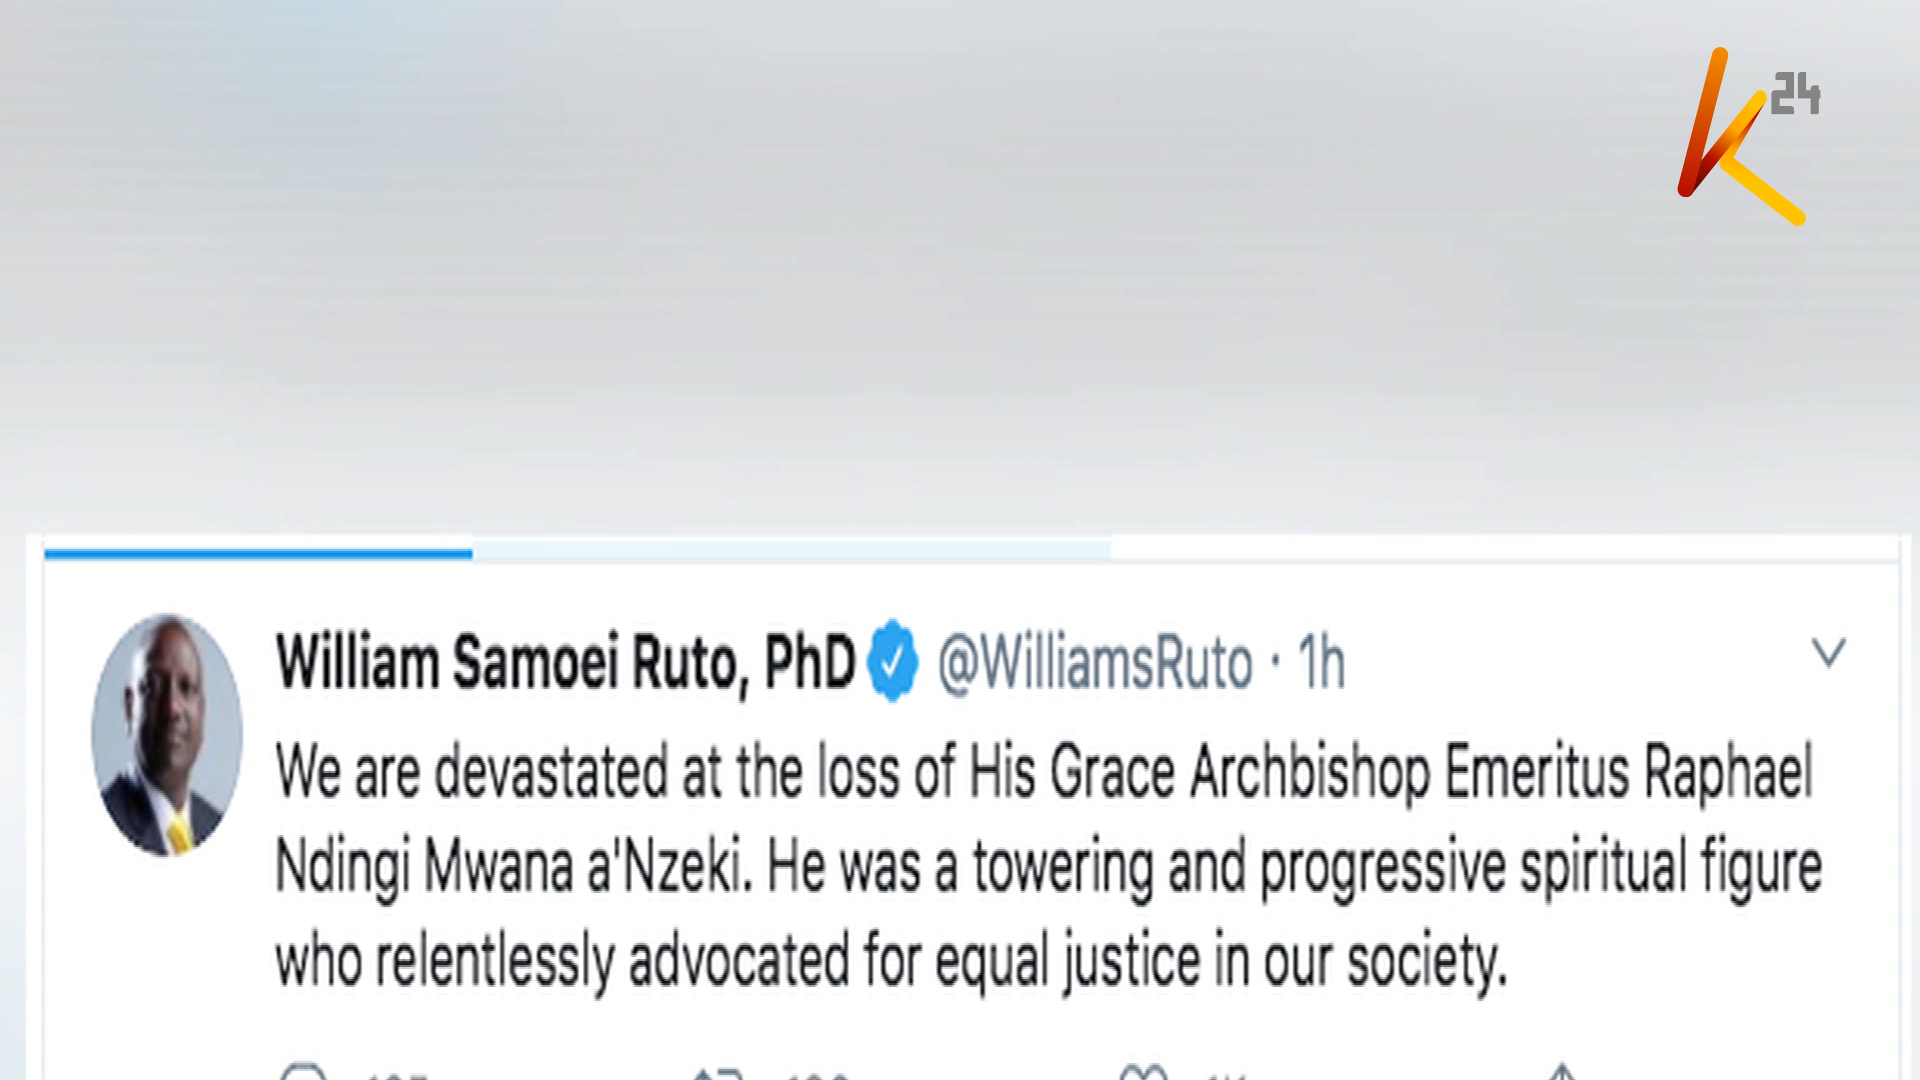 K24
William Samoei Ruto, PhD @WilliamsRuto · 1h
We are devastated at the loss of His Grace Archbishop Emeritus Raphael
Ndingi Mwana a'Nzeki. He was a towering and progressive spiritual figure
who relentlessly advocated for equal justice in our society.